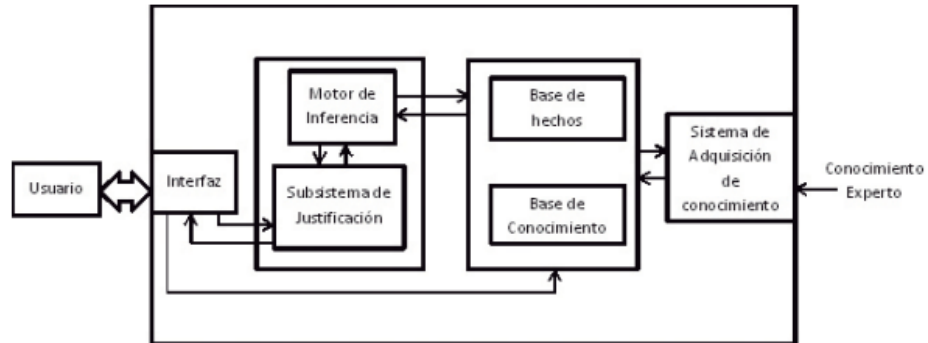 Usuario
Interfaz
Motor de
Inferencia
Subsistema de
Justificación
Base de
hechos
Base de
Conocimiento
Sistema de
Adquisición
de
conocimiento
Conocimiento
Experto